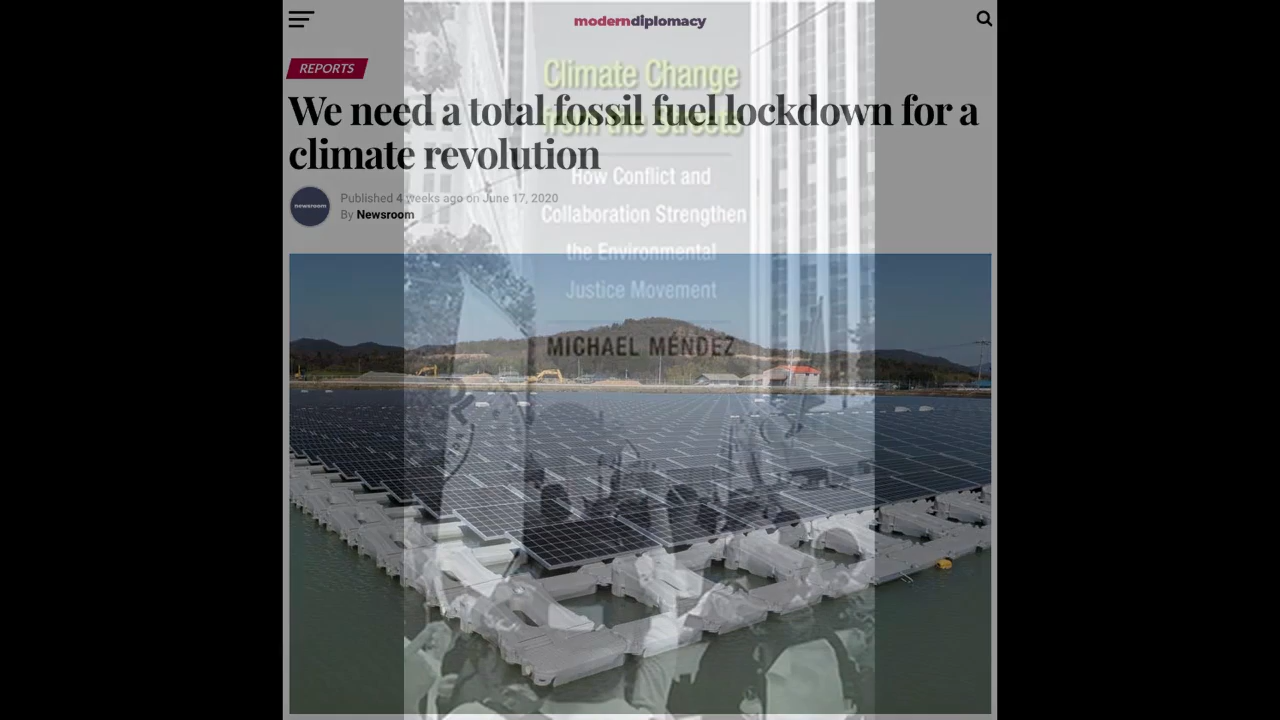 moderndiplomacy
REPORTS
We need a total fossil fuel lockdown for a
climate revolution
Published 4 weeks ago on June 17, 2020
By Newsroom
newsroom
Climate Change
from the Streets
How Conflict and
Collaboration Strengthen
the Environmental
Justice Movement
MICHAEL MÉNDEZ